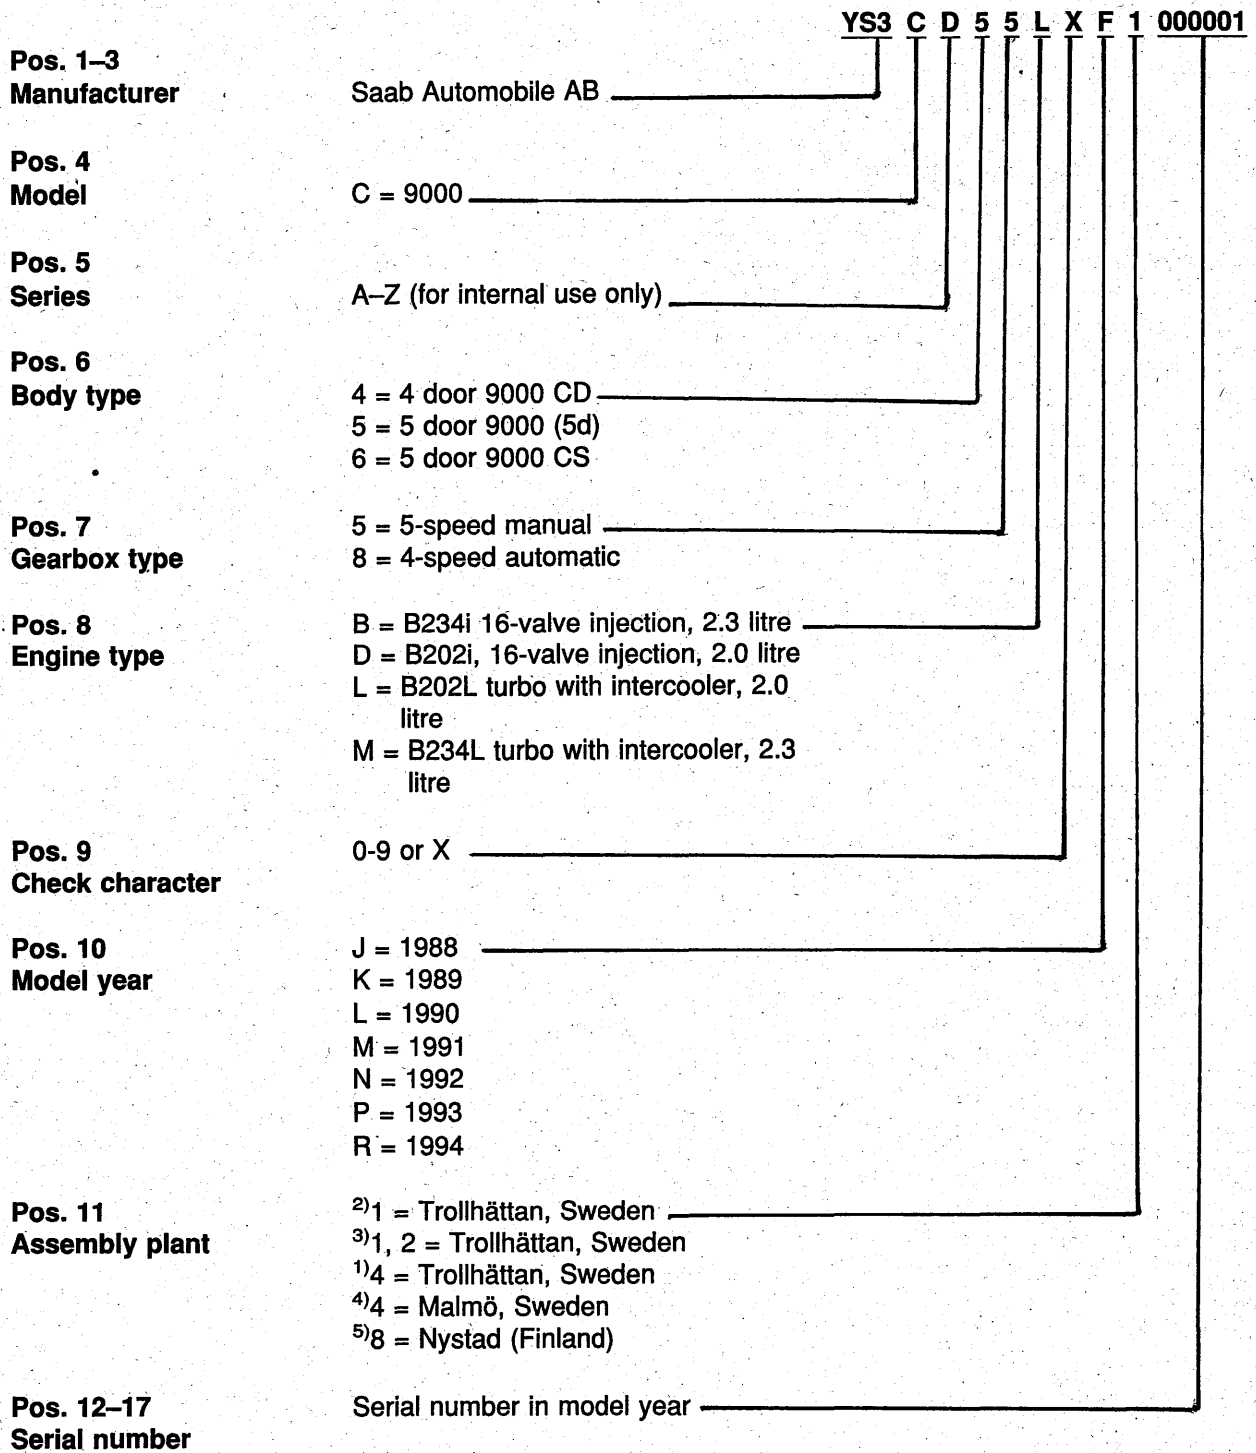 YS3 C D 5 5 L X F 1 000001
Pos. 1–3
Manufacturer Saab Automobile AB
Pos. 4
Model C = 9000
Pos. 5
Series A–Z (for internal use only)
Pos. 6
Body type 4 = 4 door 9000 CD
5 = 5 door 9000 (5d)
6 = 5 door 9000 CS
Pos. 7 5 = 5-speed manual
Gearbox type 8 = 4-speed automatic
Pos. 8 B = B234i 16-valve injection, 2.3 litre
Engine type D = B202i, 16-valve injection, 2.0 litre
L = B202L turbo with intercooler, 2.0
litre
M = B234L turbo with intercooler, 2.3
litre
Pos. 9 0-9 or X
Check character
Pos. 10 J = 1988
Model year K = 1989
L = 1990
M = 1991
N = 1992
P = 1993
R = 1994
Pos. 11 2)1 = Trollhättan, Sweden
Assembly plant 3)1, 2 = Trollhättan, Sweden
1)4 = Trollhättan, Sweden
4)4 = Malmö, Sweden
5)8 = Nystad (Finland)
Pos. 12–17 Serial number in model year
Serial number